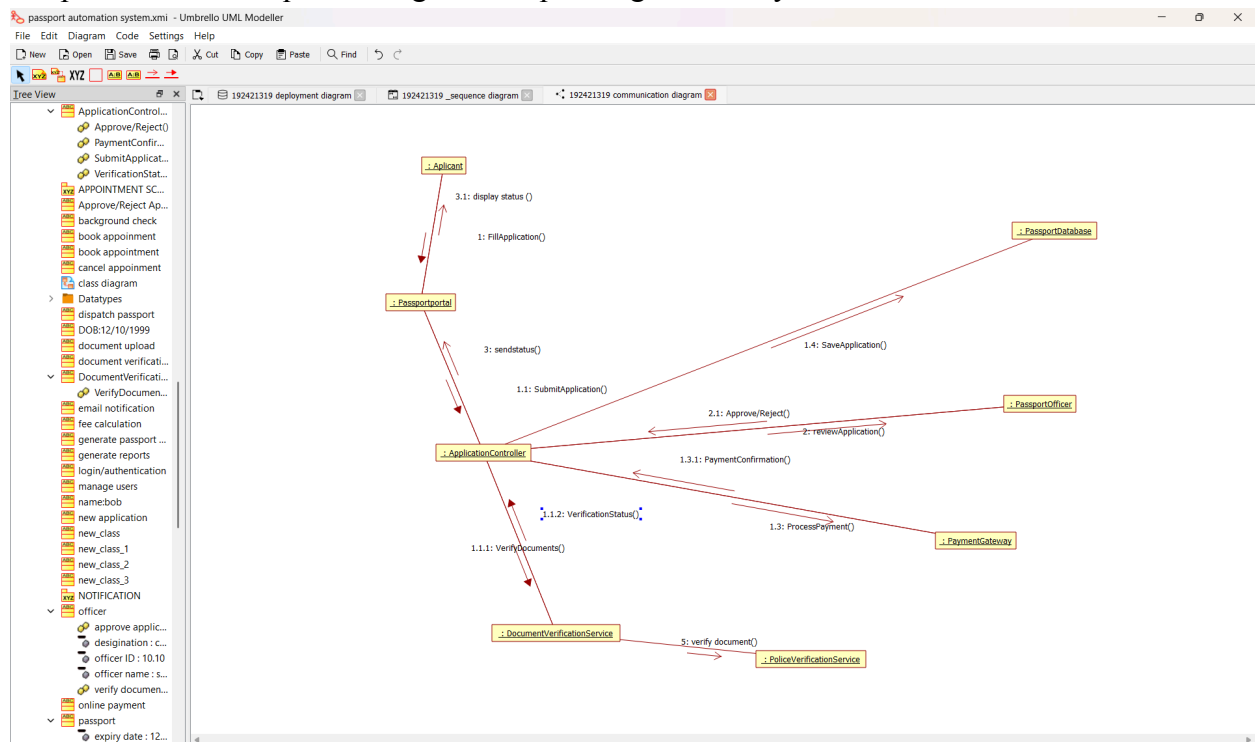 passport automation system.xmi - Umbrello UML Modeller
File Edit Diagram Code Settings Help
New Open Save Cut Copy Paste Find
XYZ XYZ A:B A:B
Tree View
192421319 deployment diagram
192421319 _sequence diagram
192421319 communication diagram
ApplicationControl...
Approve/Reject()
PaymentConfir...
SubmitApplicat...
VerificationStat...
APPOINTMENT SC...
Approve/Reject Ap...
background check
book appoinment
book appointment
cancel appoinment
class diagram
Datatypes
dispatch passport
DOB:12/10/1999
document upload
document verificati...
DocumentVerificati...
VerifyDocumen...
email notification
fee calculation
generate passport ...
generate reports
login/authentication
manage users
name:bob
new application
new_class
new_class_1
new_class_2
new_class_3
NOTIFICATION
officer
approve applic...
desigination : c...
officer ID : 10.10
officer name : s...
verify documen...
online payment
passport
expiry date : 12...
: Aplicant
3.1: display status ()
1: FillApplication()
: PassportDatabase
: Passportportal
3: sendstatus()
1.4: SaveApplication()
1.1: SubmitApplication()
: PassportOfficer
2.1: Approve/Reject()
2: reviewApplication()
: ApplicationController
1.3.1: PaymentConfirmation()
1.1.2: VerificationStatus()
1.3: ProcessPayment()
: PaymentGateway
1.1.1: VerifyDocuments()
: DocumentVerificationService
5: verify document()
: PoliceVerificationService